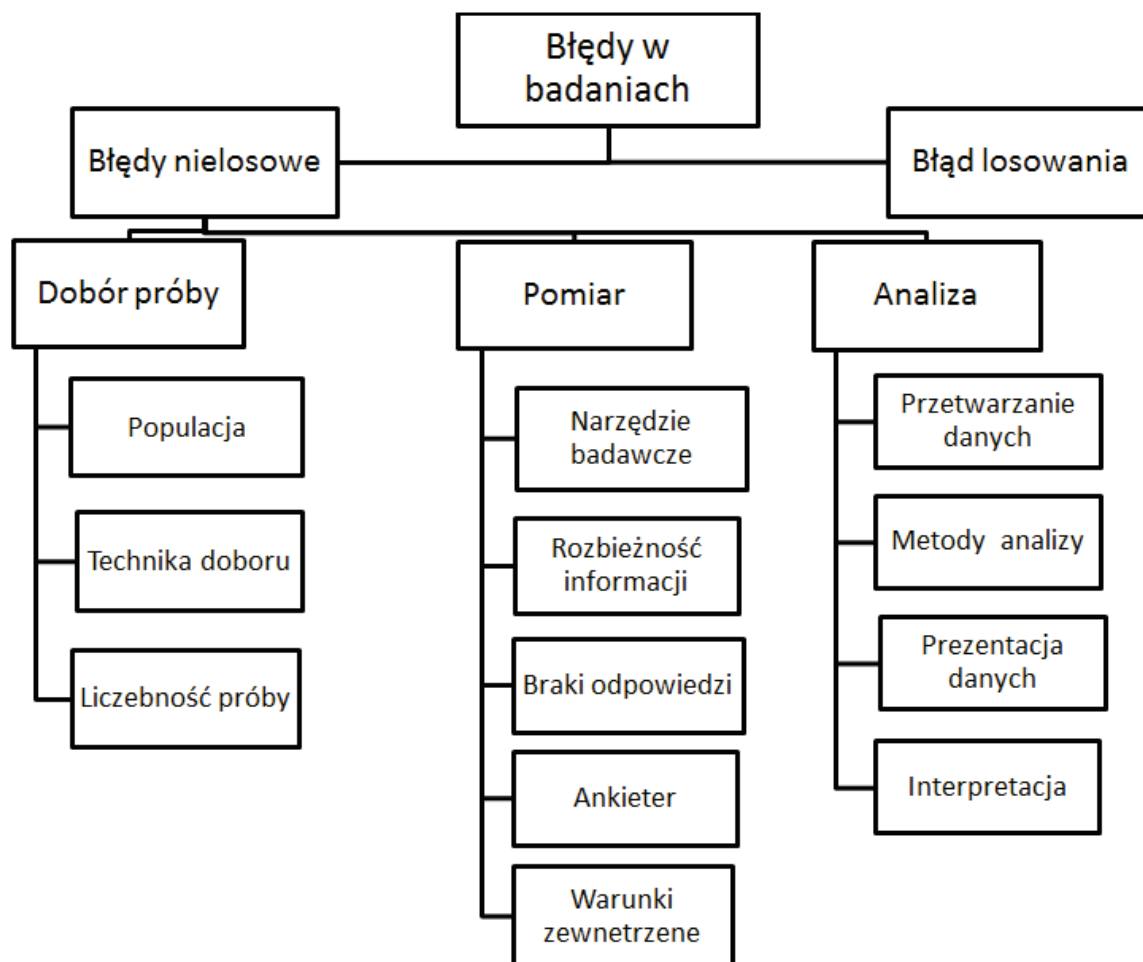 Błędy w
badaniach
Błędy nielosowe
Błąd losowania
Dobór próby
Pomiar
Analiza
Populacja
Technika doboru
Liczebność próby
Narzędzie
badawcze
Rozbieżność
informacji
Braki odpowiedzi
Ankieter
Warunki
zewnetrzene
Przetwarzanie
danych
Metody analizy
Prezentacja
danych
Interpretacja